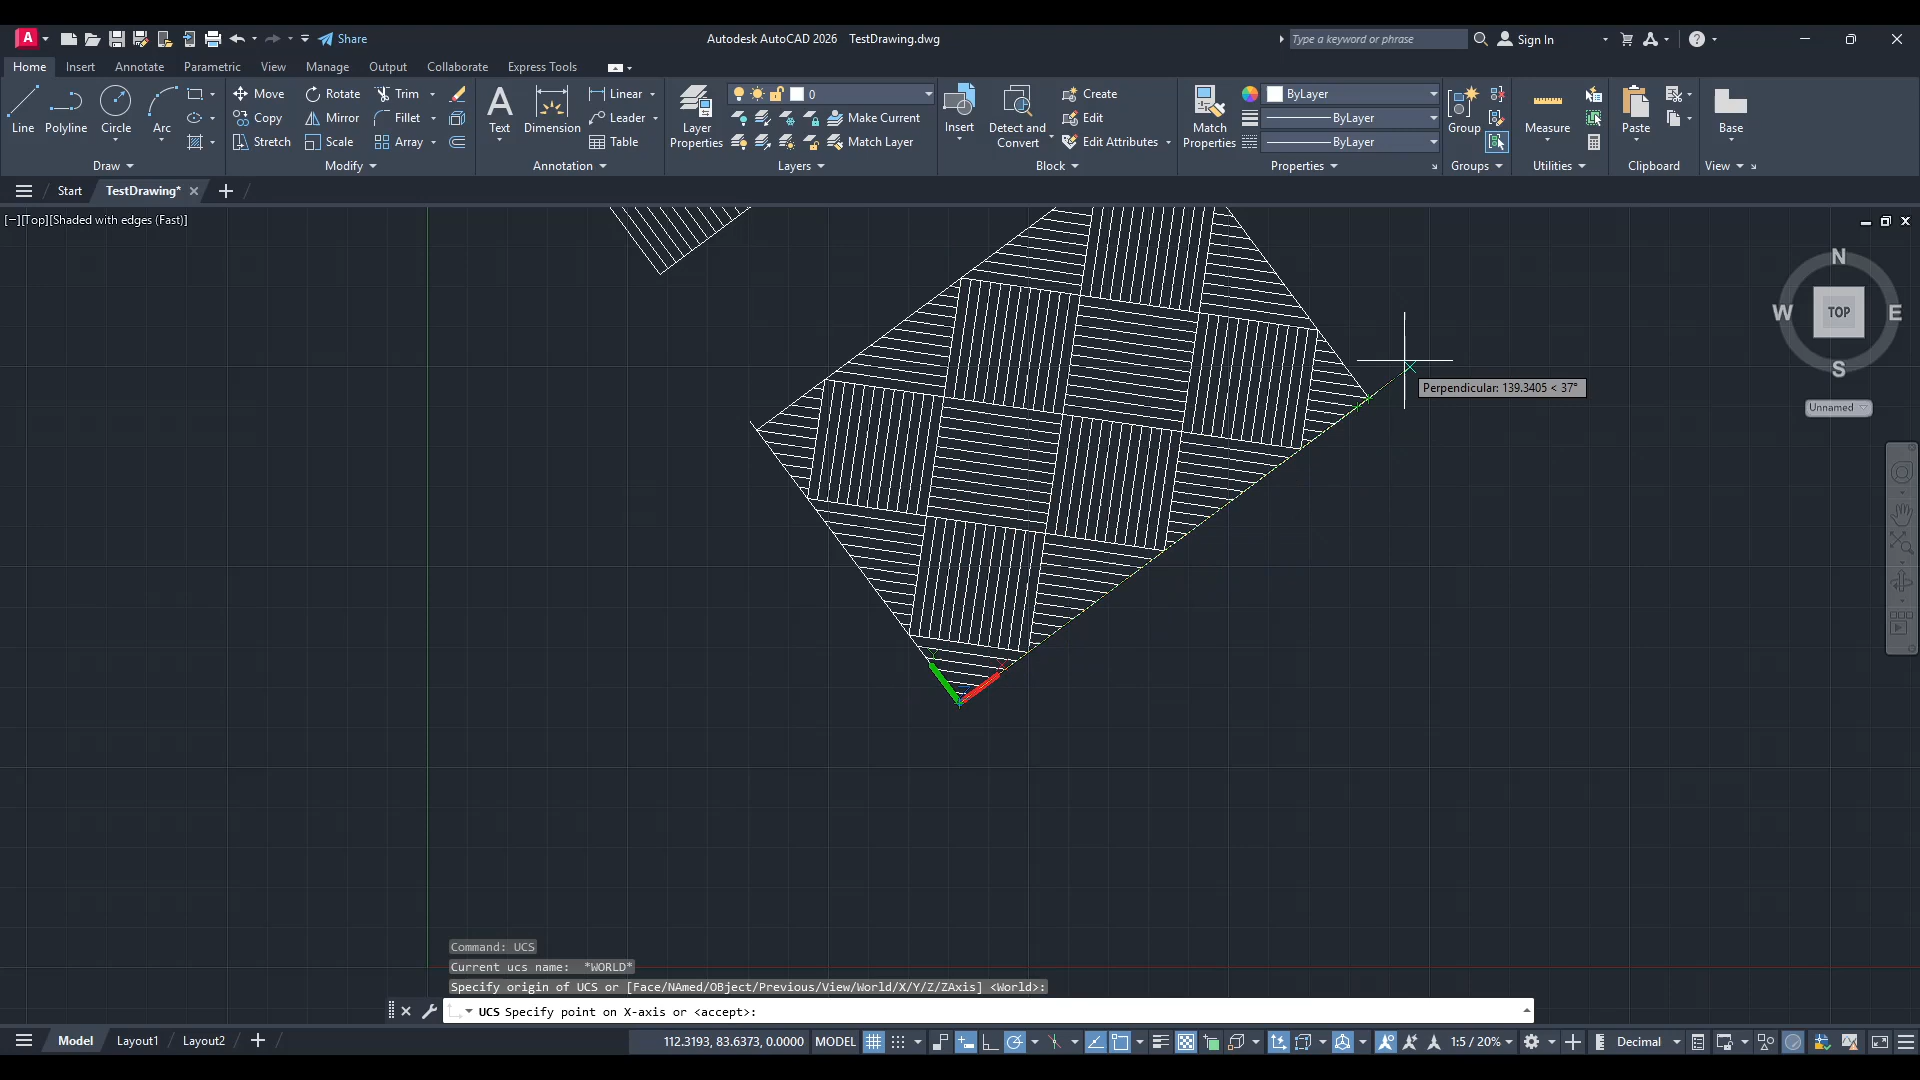 A
Share
Autodesk AutoCAD 2026 TestDrawing.dwg
Type a keyword or phrase
Sign In
Home Insert Annotate Parametric View Manage Output Collaborate Express Tools
Line Polyline Circle Arc
Draw
Move Rotate Trim
Copy Mirror Fillet
Stretch Scale Array
Modify
Text Dimension
Linear
Leader
Table
Annotation
Layer Properties
0
Make Current
Match Layer
Layers
Insert
Detect and Convert
Create
Edit
Edit Attributes
Block
Match Properties
ByLayer
ByLayer
ByLayer
Properties
Group
Groups
Measure
Utilities
Paste
Clipboard
Base
View
Start TestDrawing*
[−][Top][Shaded with edges (Fast)]
N
W TOP E
S
Unnamed
Perpendicular: 139.3405 < 37°
Y
X
Command: UCS
Current ucs name: *WORLD*
Specify origin of UCS or [Face/NAmed/OBject/Previous/View/World/X/Y/Z/ZAxis] <World>:
UCS Specify point on X-axis or <accept>:
Model Layout1 Layout2
112.3193, 83.6373, 0.0000 MODEL
1:5 / 20%
Decimal